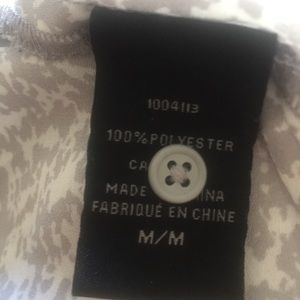 1004113
100% POLYESTER
CA
MADE
FABRIQUÉ EN CHINE
M/M